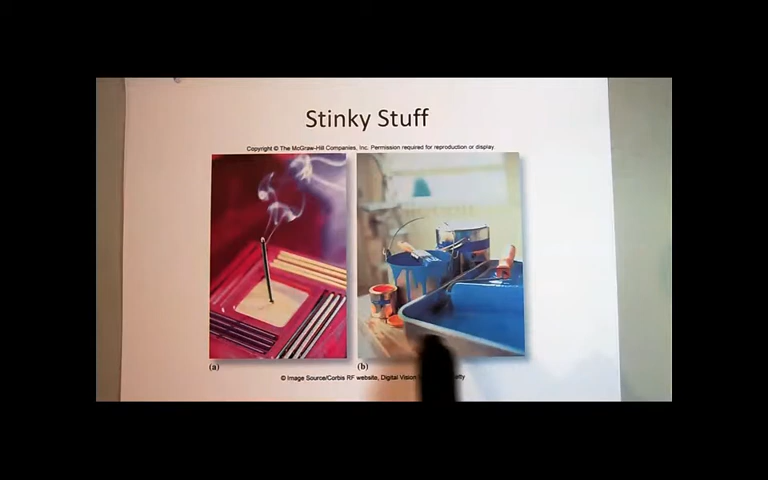 Stinky Stuff
Copyright © The McGraw-Hill Companies, Inc. Permission required for reproduction or display
(a)
(b)
© Image Source/Corbis RF website, Digital Vision